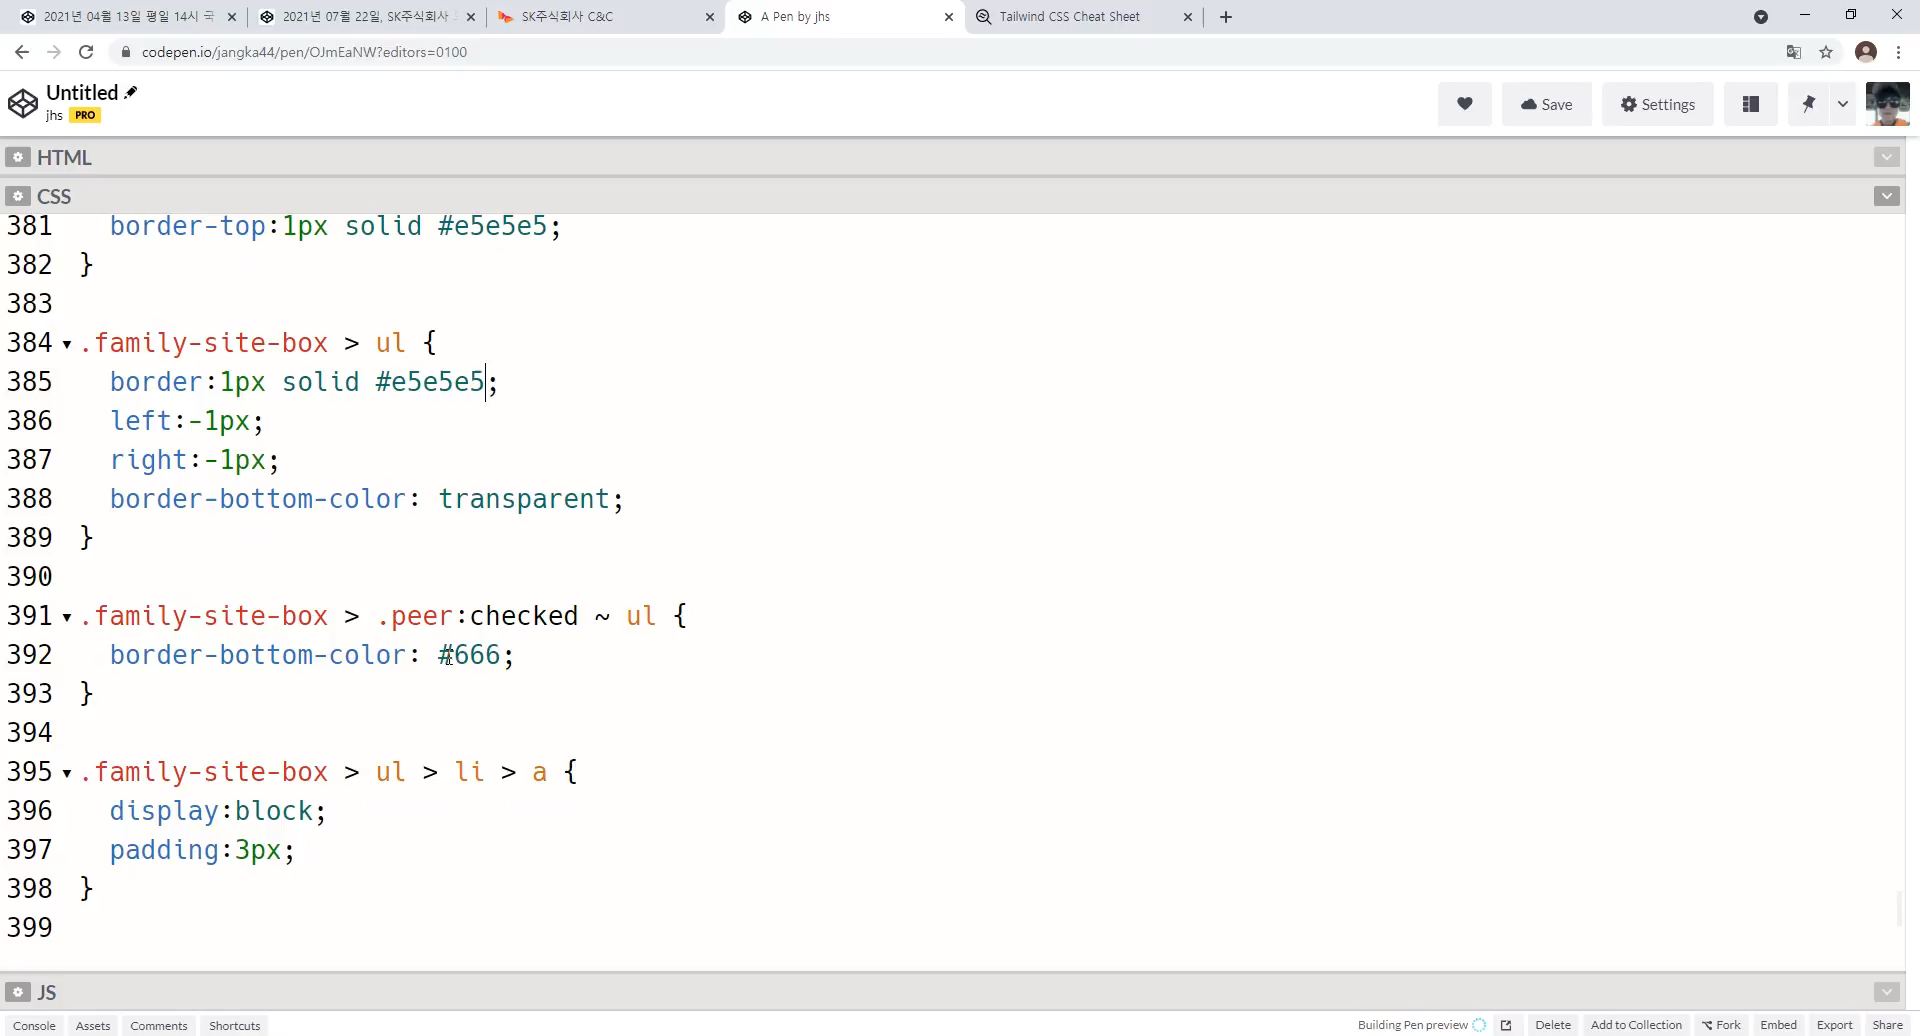 2021년 04월 13일 평일 14시 국
2021년 07월 22일, SK주식회사
SK주식회사 C&C
A Pen by jhs
Tailwind CSS Cheat Sheet
codepen.io/jangka44/pen/OJmEaNW?editors=0100
Untitled
jhs PRO
Save
Settings
HTML
CSS
381 border-top:1px solid #e5e5e5;
382 }
383
384 .family-site-box > ul {
385 border:1px solid #e5e5e5;
386 left:-1px;
387 right:-1px;
388 border-bottom-color: transparent;
389 }
390
391 .family-site-box > .peer:checked ~ ul {
392 border-bottom-color: #666;
393 }
394
395 .family-site-box > ul > li > a {
396 display:block;
397 padding:3px;
398 }
399
JS
Console Assets Comments Shortcuts Building Pen preview Delete Add to Collection Fork Embed Export Share